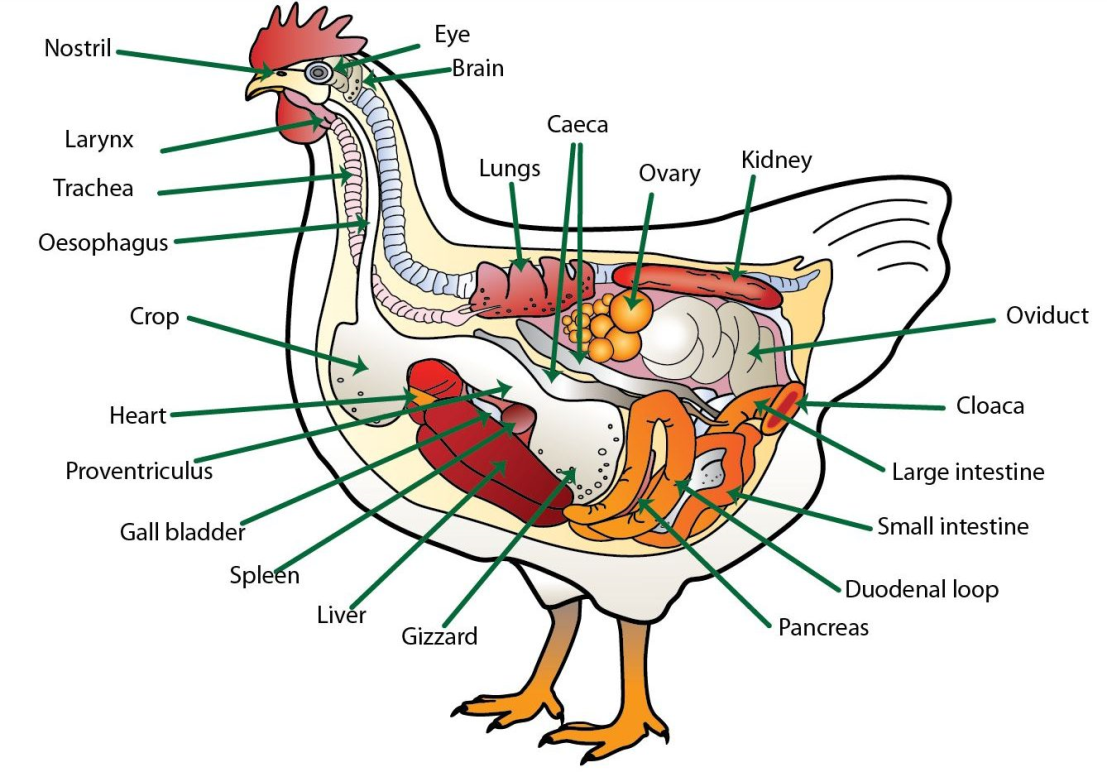 Nostril
Eye
Brain
Larynx
Caeca
Lungs
Ovary
Kidney
Trachea
Oesophagus
Crop
Oviduct
Heart
Cloaca
Proventriculus
Large intestine
Gall bladder
Small intestine
Spleen
Duodenal loop
Liver
Gizzard
Pancreas